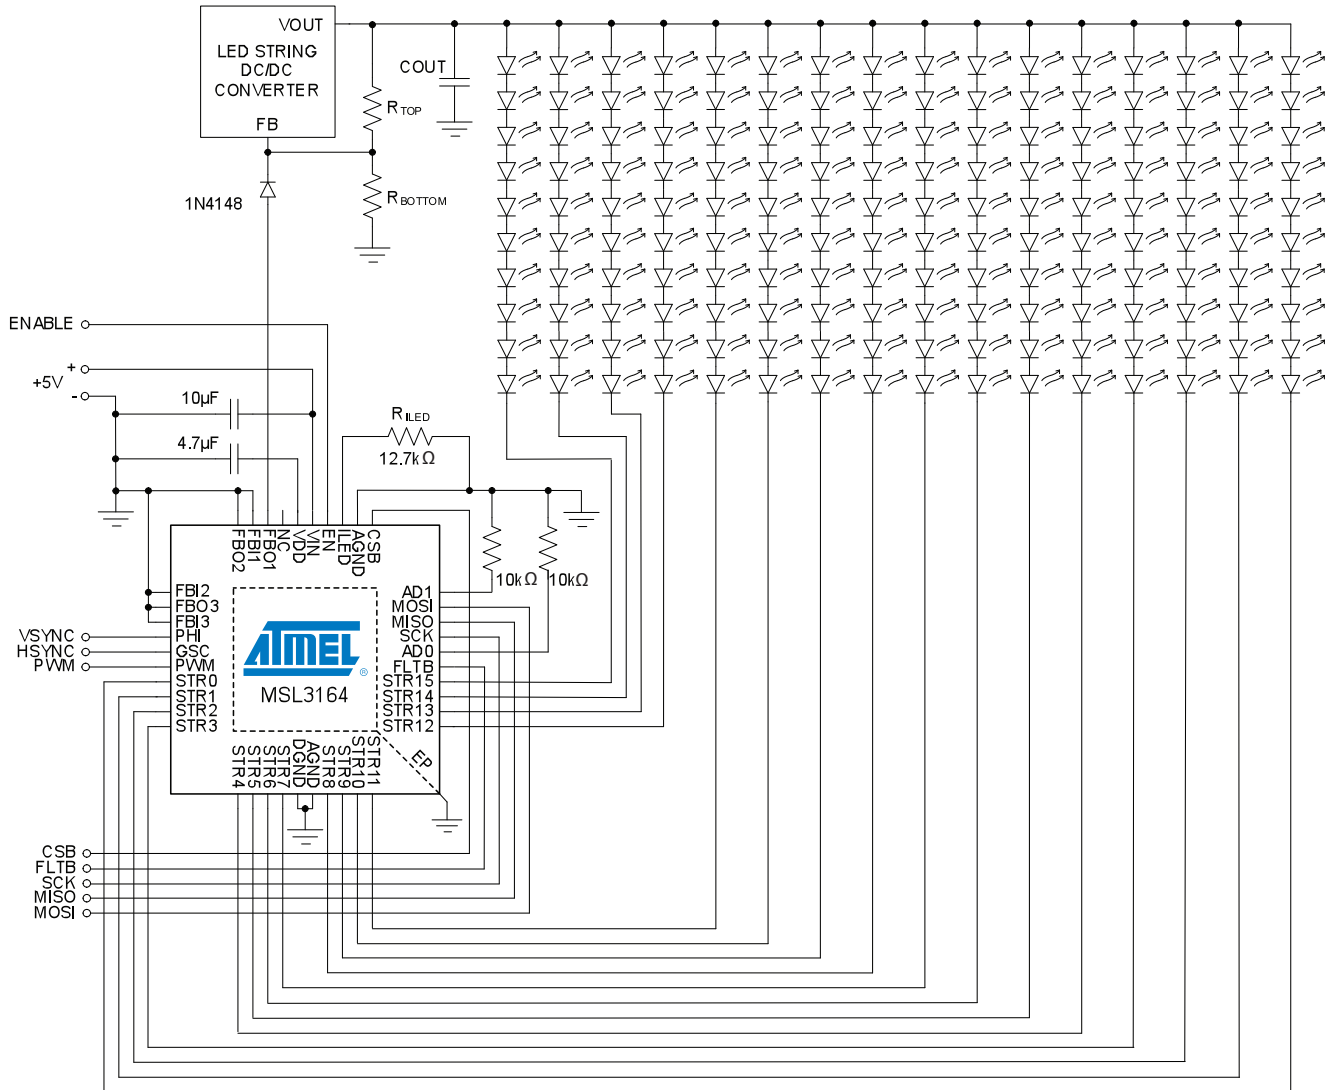 VOUT
LED STRING
DC/DC
CONVERTER
FB
COUT
RTOP
RBOTTOM
1N4148
ENABLE
+
+5V
-
10µF
4.7µF
RILED
12.7kΩ
10kΩ
10kΩ
FBO2
FBI1
FBO1
NC
VDD
VIN
EN
ILED
AGND
CSB
FBI2
FBO3
FBI3
PHI
GSC
PWM
STR0
STR1
STR2
STR3
VSYNC
HSYNC
PWM
ATMEL
®
MSL3164
AD1
MOSI
MISO
SCK
AD0
FLTB
STR15
STR14
STR13
STR12
STR4
STR5
STR6
STR7
DGND
AGND
STR8
STR9
STR10
STR11
EP
CSB
FLTB
SCK
MISO
MOSI